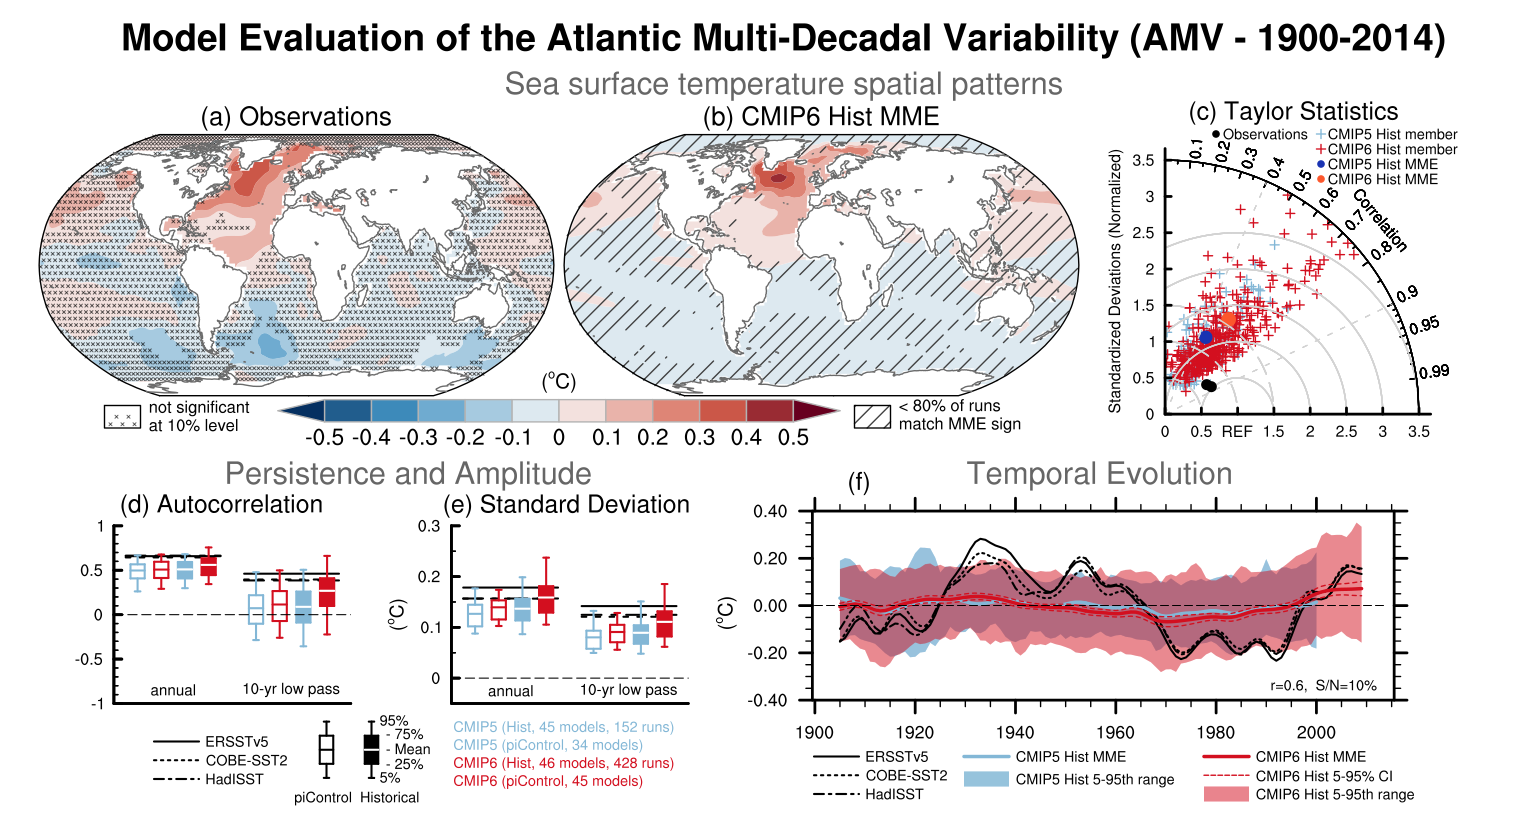 Model Evaluation of the Atlantic Multi-Decadal Variability (AMV - 1900-2014)
Sea surface temperature spatial patterns
(a) Observations
(b) CMIP6 Hist MME
(c) Taylor Statistics
Observations
CMIP5 Hist member
CMIP6 Hist member
CMIP5 Hist MME
CMIP6 Hist MME
Standardized Deviations (Normalized)
3.5
3
2.5
2
1.5
1
0.5
0
0 0.5 REF 1.5 2 2.5 3 3.5
0.1 0.2 0.3 0.4 0.5 0.6 0.7 0.8 0.9 0.95 0.99
Correlation
(°C)
not significant
at 10% level
-0.5 -0.4 -0.3 -0.2 -0.1 0 0.1 0.2 0.3 0.4 0.5
< 80% of runs
match MME sign
Persistence and Amplitude
(d) Autocorrelation
1
0.5
0
-0.5
-1
annual
10-yr low pass
(e) Standard Deviation
0.3
0.2
0.1
0
(°C)
annual
10-yr low pass
ERSSTv5
COBE-SST2
HadISST
95%
- 75%
- Mean
- 25%
5%
piControl Historical
CMIP5 (Hist, 45 models, 152 runs)
CMIP5 (piControl, 34 models)
CMIP6 (Hist, 46 models, 428 runs)
CMIP6 (piControl, 45 models)
Temporal Evolution
(f)
0.40
0.20
0.00
-0.20
-0.40
(°C)
r=0.6, S/N=10%
1900 1920 1940 1960 1980 2000
ERSSTv5
COBE-SST2
HadISST
CMIP5 Hist MME
CMIP5 Hist 5-95th range
CMIP6 Hist MME
CMIP6 Hist 5-95% CI
CMIP6 Hist 5-95th range